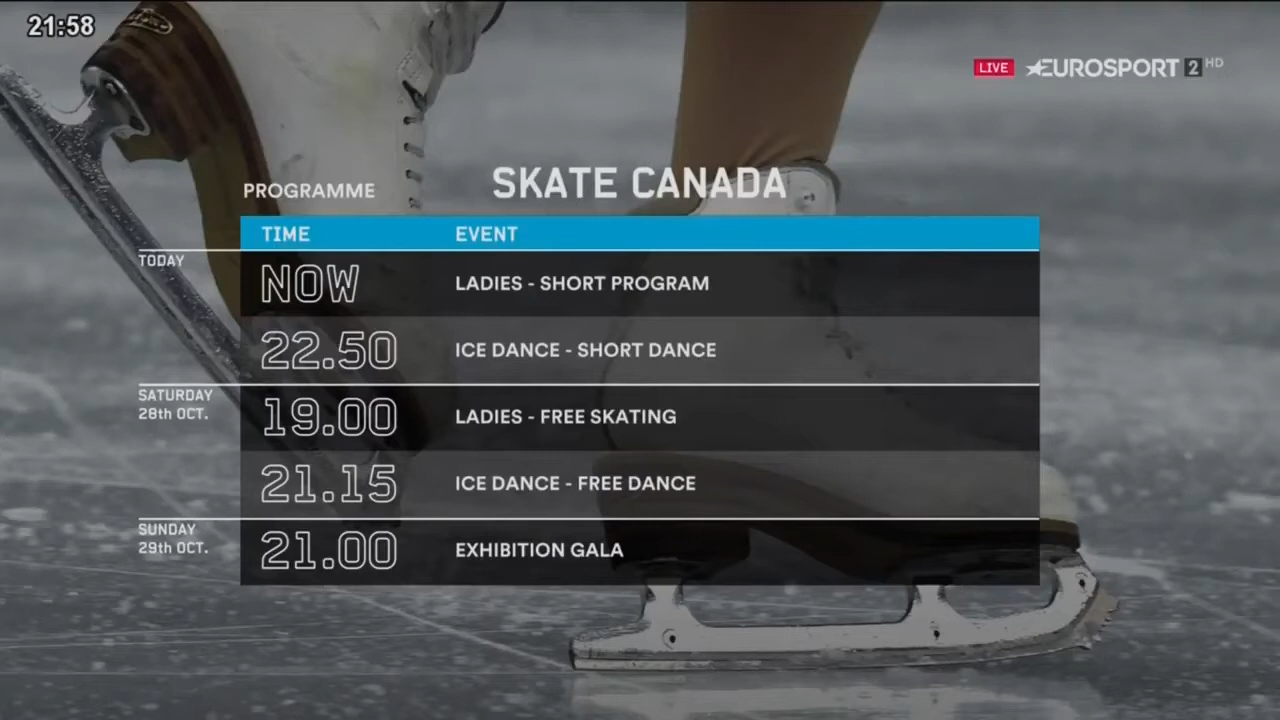 21:58
LIVE EUROSPORT 2 HD
PROGRAMME
SKATE CANADA
TIME EVENT
TODAY
NOW LADIES - SHORT PROGRAM
22.50 ICE DANCE - SHORT DANCE
SATURDAY
28th OCT.
19.00 LADIES - FREE SKATING
21.15 ICE DANCE - FREE DANCE
SUNDAY
29th OCT.
21.00 EXHIBITION GALA